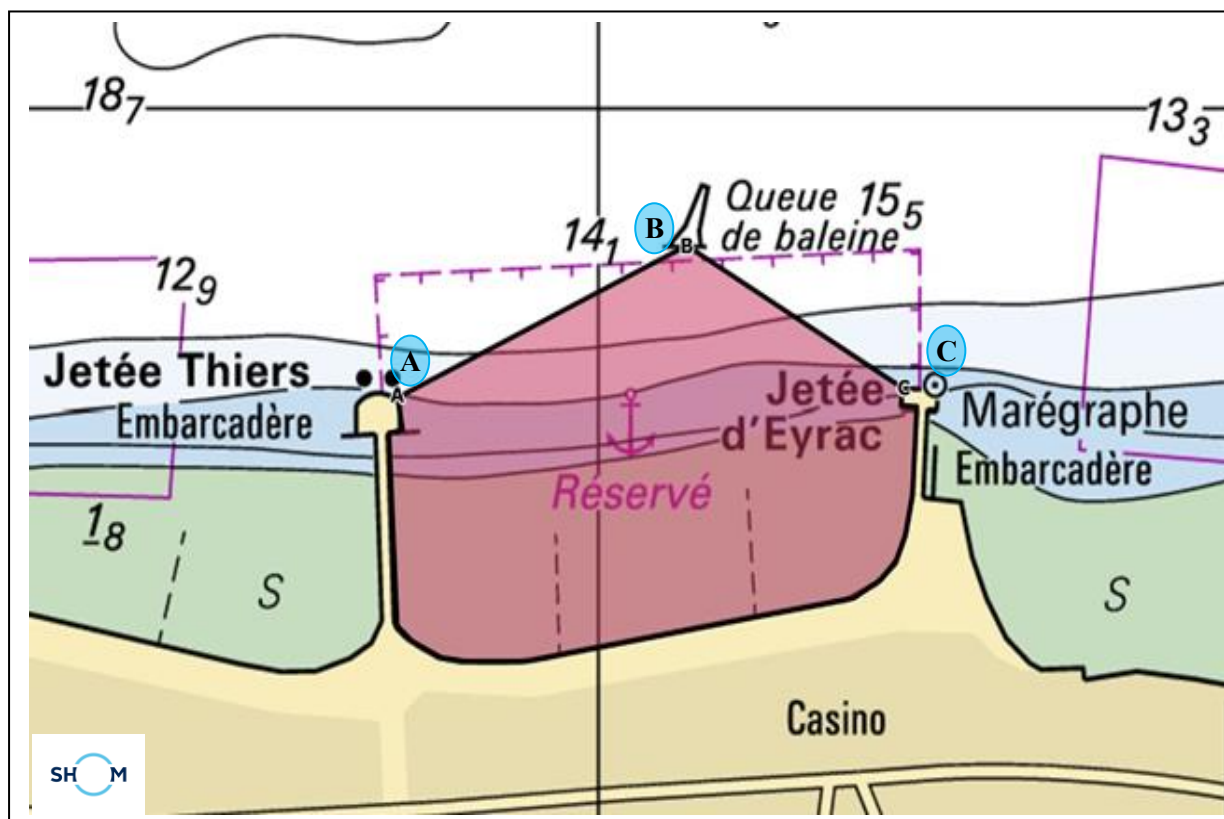 18₇
13₃
Queue 15₅
de baleine
B
B
14₁
12₉
A
C
Jetée Thiers
A
Embarcadère
Jetée
d'Eyrac
C
Marégraphe
Embarcadère
Réservé
1₈
S
S
Casino
SHOM